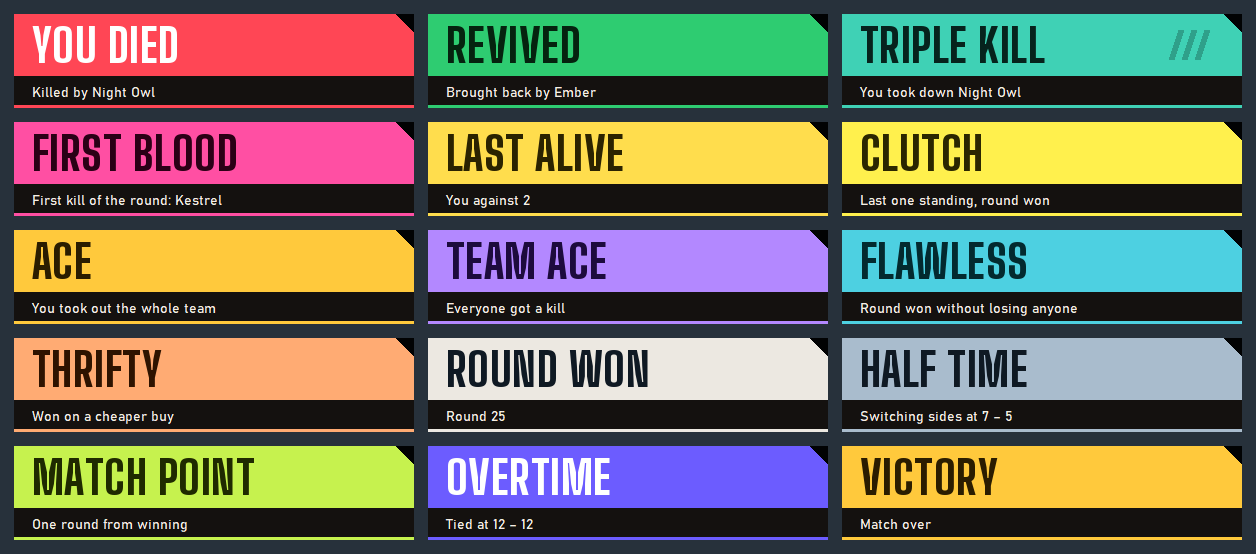 YOU DIED
Killed by Night Owl
REVIVED
Brought back by Ember
TRIPLE KILL
You took down Night Owl
FIRST BLOOD
First kill of the round: Kestrel
LAST ALIVE
You against 2
CLUTCH
Last one standing, round won
ACE
You took out the whole team
TEAM ACE
Everyone got a kill
FLAWLESS
Round won without losing anyone
THRIFTY
Won on a cheaper buy
ROUND WON
Round 25
HALF TIME
Switching sides at 7 – 5
MATCH POINT
One round from winning
OVERTIME
Tied at 12 – 12
VICTORY
Match over